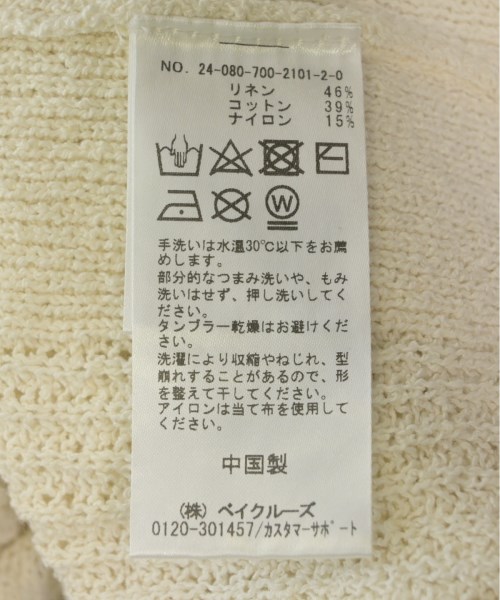 NO. 24-080-700-2101-2-0
リネン 46%
コットン 39%
ナイロン 15%
W
手洗いは水温30℃以下をお薦
めします。
部分的なつまみ洗いや、もみ
洗いはせず、押し洗いしてく
ださい。
タンブラー乾燥はお避けくだ
さい。
洗濯により収縮やねじれ、型
崩れすることがあるので、形
を整えて干してください。
アイロンは当て布を使用して
ください。
中国製
(株) ベイクルーズ
0120-301457/カスタマーサポート